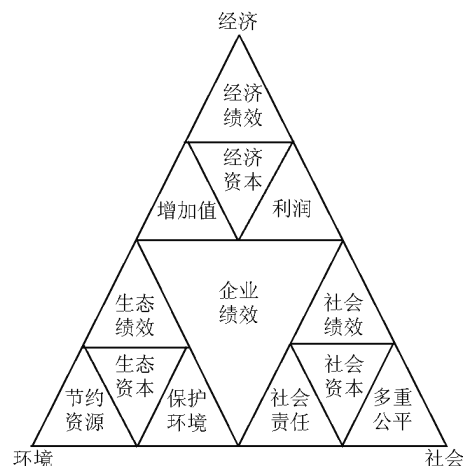 经济
经济
绩效
经济
资本
增加值
利润
企业
绩效
生态
绩效
社会
绩效
生态
资本
社会
资本
节约
资源
保护
环境
社会
责任
多重
公平
环境
社会